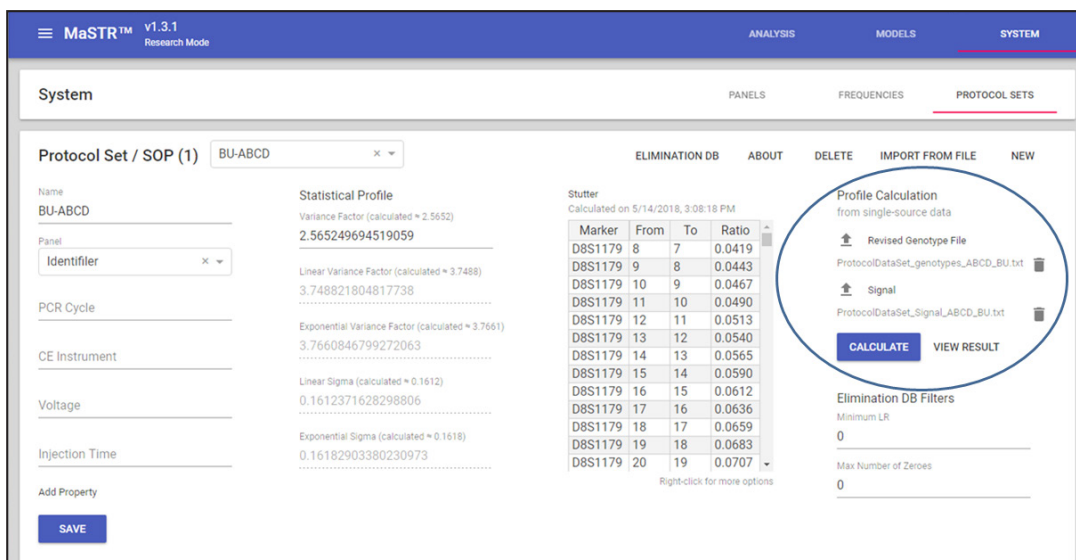 MaSTR™ v1.3.1
Research Mode
ANALYSIS MODELS SYSTEM
System PANELS FREQUENCIES PROTOCOL SETS
Protocol Set / SOP (1) BU-ABCD × ELIMINATION DB ABOUT DELETE IMPORT FROM FILE NEW
Name
BU-ABCD
Panel
Identifiler ×
PCR Cycle
CE Instrument
Voltage
Injection Time
Add Property
SAVE
Statistical Profile
Variance Factor (calculated ≈ 2.5652)
2.565249694519059
Linear Variance Factor (calculated ≈ 3.7488)
3.748821804817738
Exponential Variance Factor (calculated ≈ 3.7661)
3.7660846799272063
Linear Sigma (calculated ≈ 0.1612)
0.1612371628298806
Exponential Sigma (calculated ≈ 0.1618)
0.16182903380230973
Stutter
Calculated on 5/14/2018, 3:08:18 PM
Marker From To Ratio
D8S1179 8 7 0.0419
D8S1179 9 8 0.0443
D8S1179 10 9 0.0467
D8S1179 11 10 0.0490
D8S1179 12 11 0.0513
D8S1179 13 12 0.0540
D8S1179 14 13 0.0565
D8S1179 15 14 0.0590
D8S1179 16 15 0.0612
D8S1179 17 16 0.0636
D8S1179 18 17 0.0659
D8S1179 19 18 0.0683
D8S1179 20 19 0.0707
Right-click for more options
Profile Calculation
from single-source data
Revised Genotype File
ProtocolDataSet_genotypes_ABCD_BU.txt
Signal
ProtocolDataSet_Signal_ABCD_BU.txt
CALCULATE VIEW RESULT
Elimination DB Filters
Minimum LR
0
Max Number of Zeroes
0